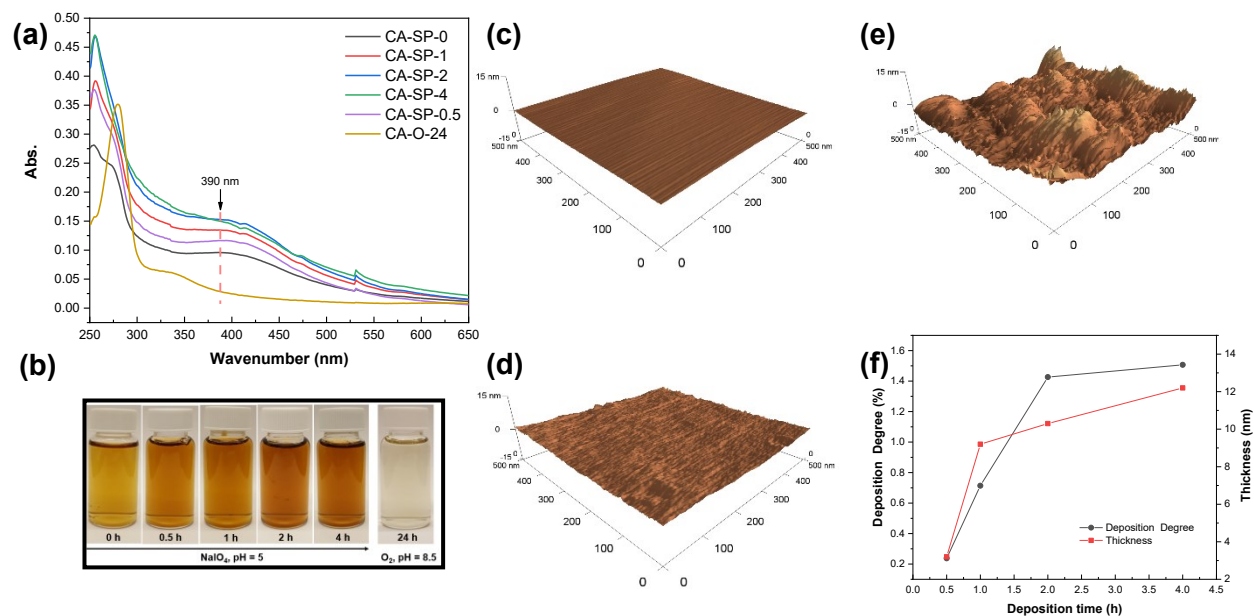 (a)
0.50
0.45
0.40
0.35
0.30
0.25
0.20
0.15
0.10
0.05
0.00
Abs.
CA-SP-0
CA-SP-1
CA-SP-2
CA-SP-4
CA-SP-0.5
CA-O-24
390 nm
250 300 350 400 450 500 550 600 650
Wavenumber (nm)
(b)
0 h 0.5 h 1 h 2 h 4 h 24 h
NaIO4, pH = 5 O2, pH = 8.5
(c)
15 nm
0
-15
500 nm
400
300
200
100
0
0
100
200
300
400
500 nm
0
(d)
15 nm
0
-15
500 nm
400
300
200
100
0
0
100
200
300
400
500 nm
0
(e)
15 nm
0
-15
500 nm
400
300
200
100
0
0
100
200
300
400
500 nm
0
(f)
1.6
1.4
1.2
1.0
0.8
0.6
0.4
0.2
Deposition Degree (%)
14
12
10
8
6
4
2
Thickness (nm)
Deposition Degree
Thickness
0.0 0.5 1.0 1.5 2.0 2.5 3.0 3.5 4.0 4.5
Deposition time (h)